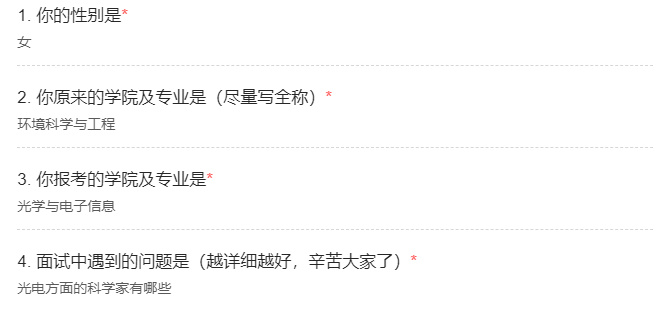 1. 你的性别是*
女
2. 你原来的学院及专业是（尽量写全称）*
环境科学与工程
3. 你报考的学院及专业是*
光学与电子信息
4. 面试中遇到的问题是（越详细越好，辛苦大家了）*
光电方面的科学家有哪些